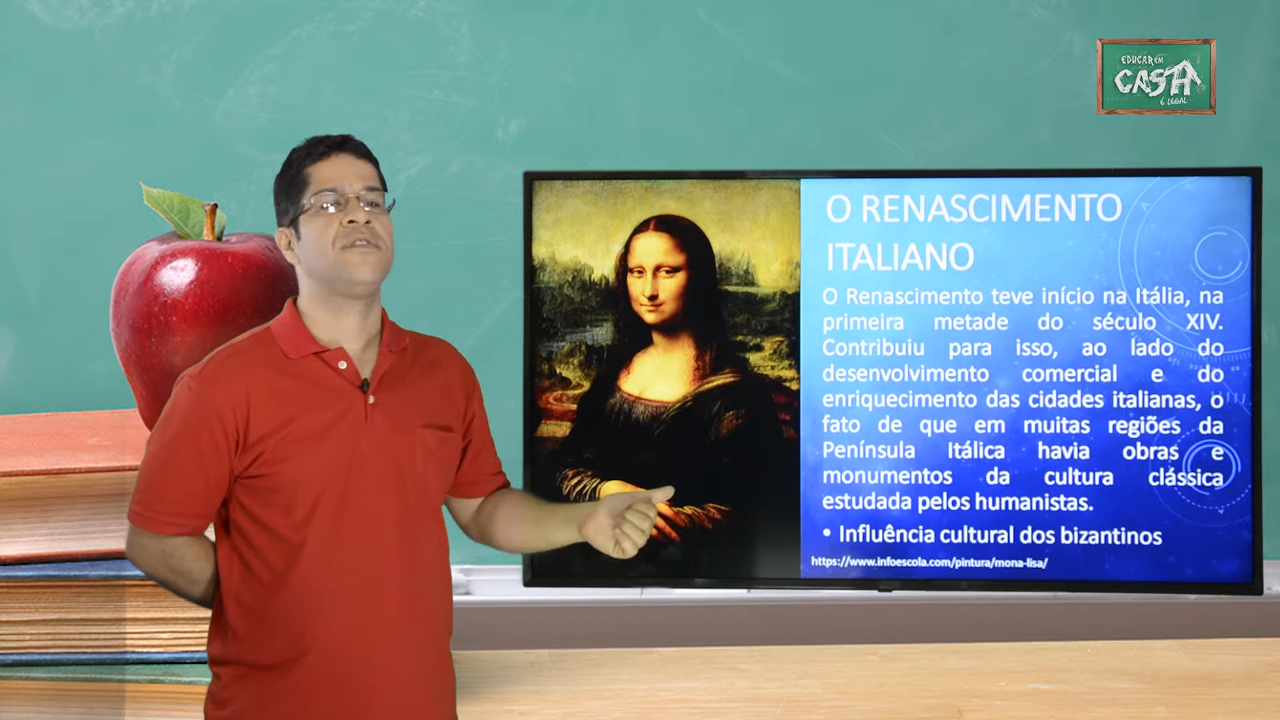 EDUCAR EM
CASA
É LEGAL
O RENASCIMENTO
ITALIANO
O Renascimento teve início na Itália, na
primeira metade do século XIV.
Contribuiu para isso, ao lado do
desenvolvimento comercial e do
enriquecimento das cidades italianas, o
fato de que em muitas regiões da
Península Itálica havia obras e
monumentos da cultura clássica
estudada pelos humanistas.
• Influência cultural dos bizantinos
https://www.infoescola.com/pintura/mona-lisa/